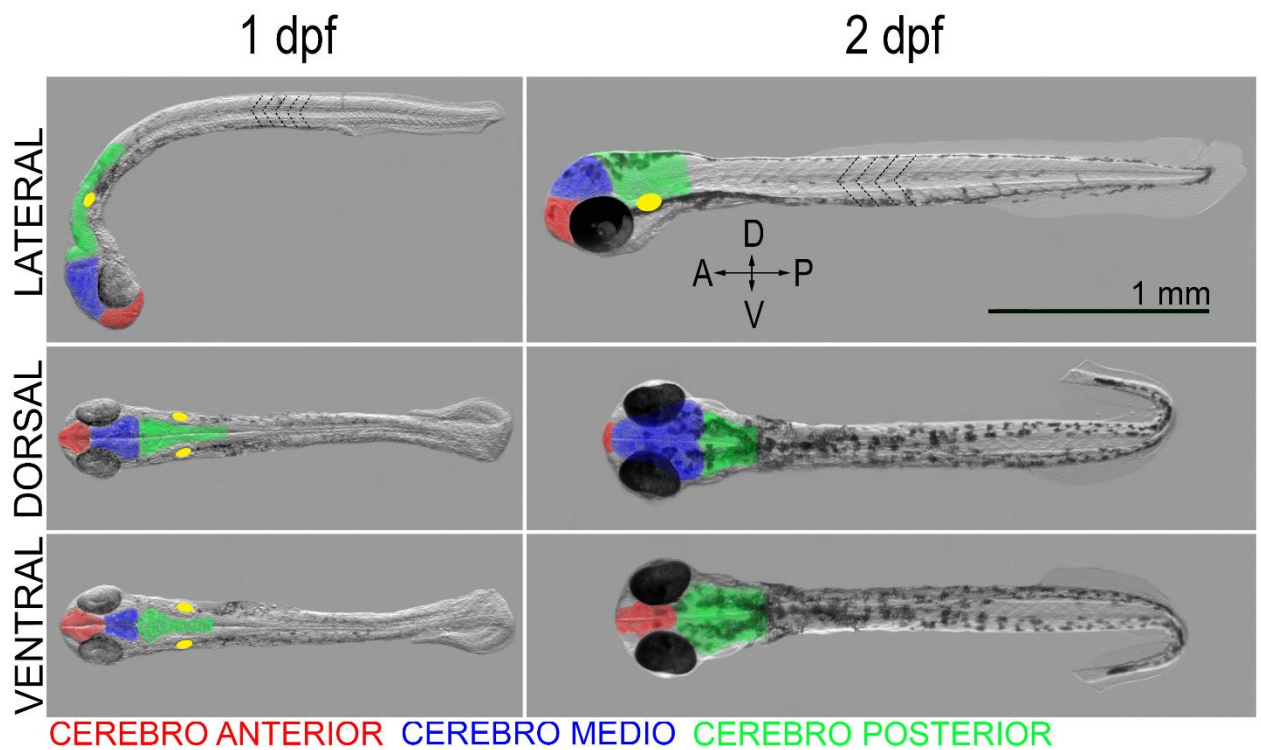 1 dpf
2 dpf
LATERAL
D
A
P
V
1 mm
DORSAL
VENTRAL
CEREBRO ANTERIOR CEREBRO MEDIO CEREBRO POSTERIOR